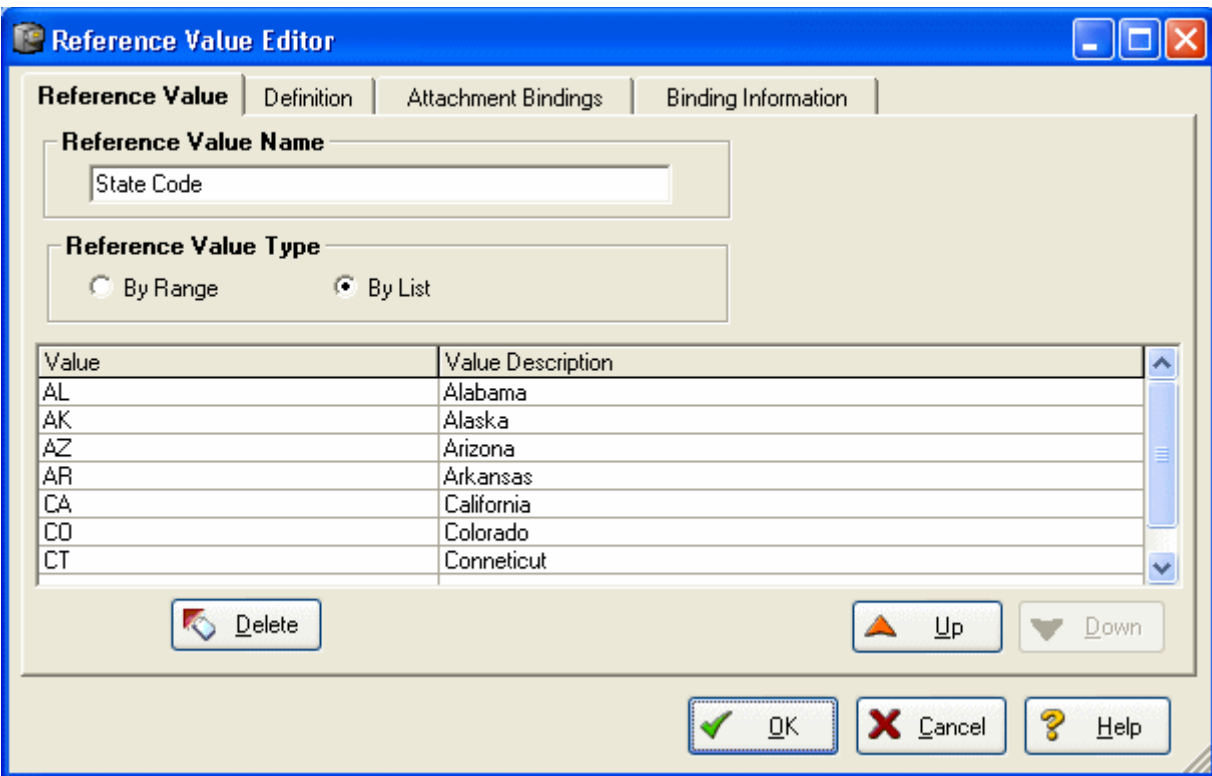 Reference Value Editor
Reference Value Definition Attachment Bindings Binding Information
Reference Value Name
State Code
Reference Value Type
By Range By List
Value Value Description
AL Alabama
AK Alaska
AZ Arizona
AR Arkansas
CA California
CO Colorado
CT Conneticut
Delete Up Down
OK Cancel Help